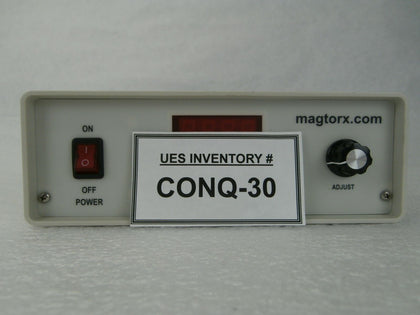 ON
magtorx.com
I
OFF
POWER
UES INVENTORY #
CONQ-30
ADJUST